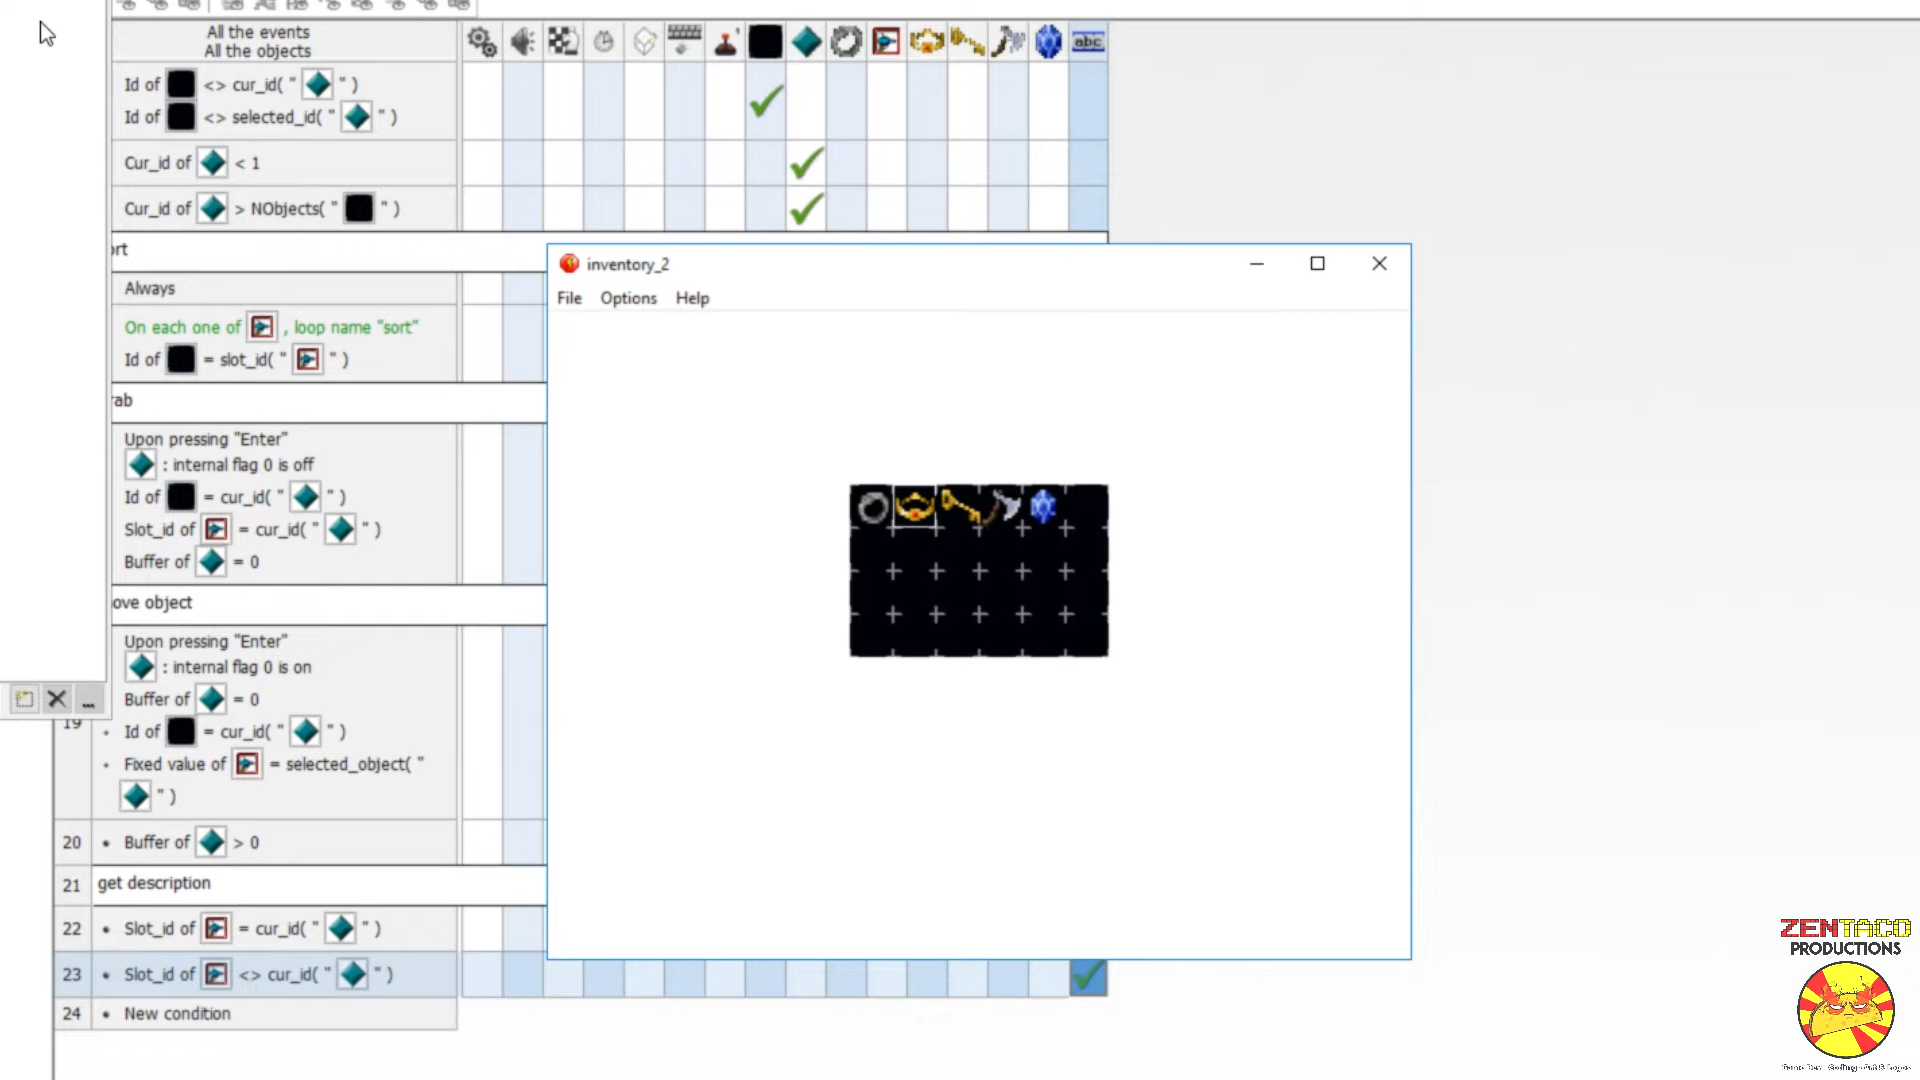 All the events
All the objects
abc
Id of <> cur_id( " " )
Id of <> selected_id( " " )
Cur_id of < 1
Cur_id of > NObjects( " " )
ort
Always
On each one of , loop name "sort"
Id of = slot_id( " " )
rab
Upon pressing "Enter"
: internal flag 0 is off
Id of = cur_id( " " )
Slot_id of = cur_id( " " )
Buffer of = 0
ove object
Upon pressing "Enter"
: internal flag 0 is on
Buffer of = 0
19
Id of = cur_id( " " )
Fixed value of = selected_object( "
" )
20 Buffer of > 0
21 get description
22 Slot_id of = cur_id( " " )
23 Slot_id of <> cur_id( " " )
24 New condition
inventory_2
File Options Help
ZENTACO
PRODUCTIONS